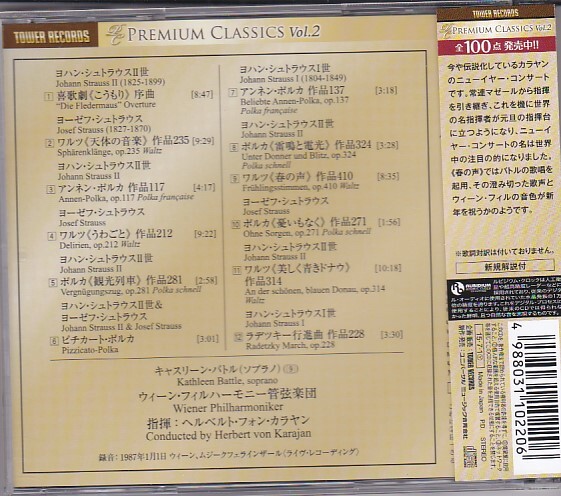 TOWER RECORDS
PREMIUM CLASSICS Vol.2
ヨハン・シュトラウスⅡ世
Johann Strauss II (1825-1899)
1 喜歌劇《こうもり》序曲 [8:47]
"Die Fledermaus" Overture
ヨーゼフ・シュトラウス
Josef Strauss (1827-1870)
2 ワルツ《天体の音楽》作品235 [9:29]
Sphärenklänge, op.235 Waltz
ヨハン・シュトラウスⅡ世
Johann Strauss II
3 アンネン・ポルカ 作品117 [4:17]
Annen-Polka, op.117 Polka française
ヨーゼフ・シュトラウス
Josef Strauss
4 ワルツ《うわごと》作品212 [9:22]
Delirien, op.212 Waltz
ヨハン・シュトラウスⅡ世
Johann Strauss II
5 ポルカ《観光列車》作品281 [2:58]
Vergnügungszug, op.281 Polka schnell
ヨハン・シュトラウスⅡ世&
ヨーゼフ・シュトラウス
Johann Strauss II & Josef Strauss
6 ピチカート・ポルカ [3:01]
Pizzicato-Polka
ヨハン・シュトラウスⅠ世
Johann Strauss I (1804-1849)
7 アンネン・ポルカ 作品137 [3:18]
Beliebte Annen-Polka, op.137
Polka française
ヨハン・シュトラウスⅡ世
Johann Strauss II
8 ポルカ《雷鳴と電光》作品324 [3:28]
Unter Donner und Blitz, op.324
Polka schnell
9 ワルツ《春の声》作品410 [8:35]
Frühlingsstimmen, op.410 Waltz
ヨーゼフ・シュトラウス
Josef Strauss
10 ポルカ《憂いもなく》作品271 [1:56]
Ohne Sorgen, op.271 Polka schnell
ヨハン・シュトラウスⅡ世
Johann Strauss II
11 ワルツ《美しく青きドナウ》 [10:18]
作品314
An der schönen, blauen Donau, op.314
Waltz
ヨハン・シュトラウスⅠ世
Johann Strauss I
12 ラデツキー行進曲 作品228 [3:30]
Radetzky March, op.228
キャスリーン・バトル(ソプラノ) (9)
Kathleen Battle, soprano
ウィーン・フィルハーモニー管弦楽団
Wiener Philharmoniker
指揮:ヘルベルト・フォン・カラヤン
Conducted by Herbert von Karajan
録音:1987年1月1日 ウィーン、ムジークフェラインザール(ライヴ・レコーディング)
TOWER RECORDS
PREMIUM CLASSICS Vol.2
全100点 発売中!!
今や伝説化しているカラヤン
のニューイヤー・コンサート
です。常連マゼールから指揮
を引き継ぎ、これを機に世界
の名指揮者が元旦の指揮台
に立つようになり、ニューイ
ヤー・コンサートの名は世界
中の注目の的になりました。
《春の声》ではバトルの歌唱を
起用、その澄み切った歌声と
ウィーン・フィルの音色が新
年を祝うかのようです。
※歌詞対訳は付いておりません。
新規解説付
4 988031 102206
Made in Japan
STEREO